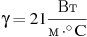 γ = 21 Вт / м·°С